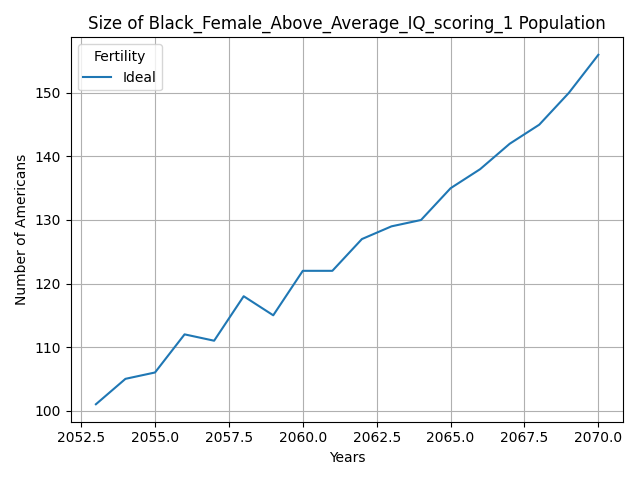 Size of Black_Female_Above_Average_IQ_scoring_1 Population
Fertility
Ideal
150
140
130
120
110
100
Number of Americans
2052.5 2055.0 2057.5 2060.0 2062.5 2065.0 2067.5 2070.0
Years